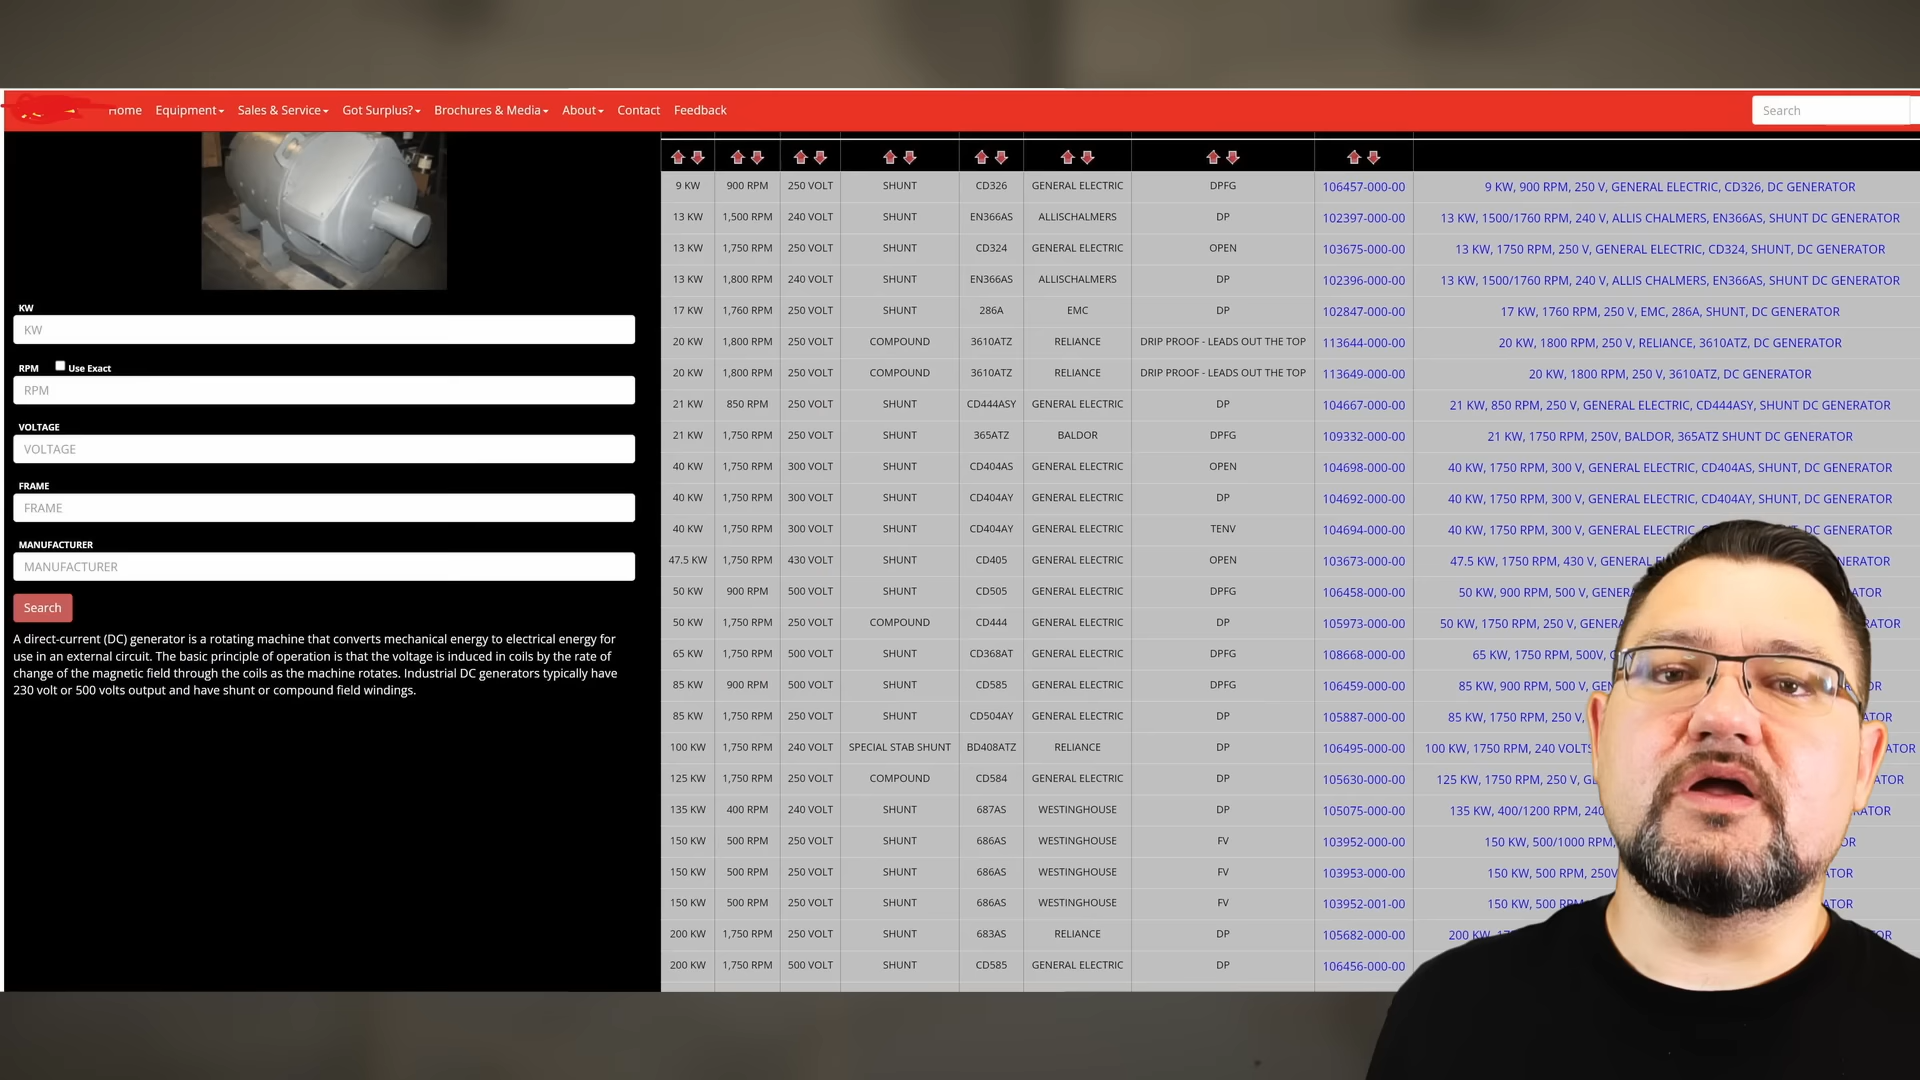 Home Equipment Sales & Service Got Surplus? Brochures & Media About Contact Feedback Search
KW
KW
RPM Use Exact
RPM
VOLTAGE
VOLTAGE
FRAME
FRAME
MANUFACTURER
MANUFACTURER
Search
A direct-current (DC) generator is a rotating machine that converts mechanical energy to electrical energy for
use in an external circuit. The basic principle of operation is that the voltage is induced in coils by the rate of
change of the magnetic field through the coils as the machine rotates. Industrial DC generators typically have
230 volt or 500 volts output and have shunt or compound field windings.
9 KW 900 RPM 250 VOLT SHUNT CD326 GENERAL ELECTRIC DPFG 106457-000-00 9 KW, 900 RPM, 250 V, GENERAL ELECTRIC, CD326, DC GENERATOR
13 KW 1,500 RPM 240 VOLT SHUNT EN366AS ALLISCHALMERS DP 102397-000-00 13 KW, 1500/1760 RPM, 240 V, ALLIS CHALMERS, EN366AS, SHUNT DC GENERATOR
13 KW 1,750 RPM 250 VOLT SHUNT CD324 GENERAL ELECTRIC OPEN 103675-000-00 13 KW, 1750 RPM, 250 V, GENERAL ELECTRIC, CD324, SHUNT, DC GENERATOR
13 KW 1,800 RPM 240 VOLT SHUNT EN366AS ALLISCHALMERS DP 102396-000-00 13 KW, 1500/1760 RPM, 240 V, ALLIS CHALMERS, EN366AS, SHUNT DC GENERATOR
17 KW 1,760 RPM 250 VOLT SHUNT 286A EMC DP 102847-000-00 17 KW, 1760 RPM, 250 V, EMC, 286A, SHUNT, DC GENERATOR
20 KW 1,800 RPM 250 VOLT COMPOUND 3610ATZ RELIANCE DRIP PROOF - LEADS OUT THE TOP 113644-000-00 20 KW, 1800 RPM, 250 V, RELIANCE, 3610ATZ, DC GENERATOR
20 KW 1,800 RPM 250 VOLT COMPOUND 3610ATZ RELIANCE DRIP PROOF - LEADS OUT THE TOP 113649-000-00 20 KW, 1800 RPM, 250 V, 3610ATZ, DC GENERATOR
21 KW 850 RPM 250 VOLT SHUNT CD444ASY GENERAL ELECTRIC DP 104667-000-00 21 KW, 850 RPM, 250 V, GENERAL ELECTRIC, CD444ASY, SHUNT DC GENERATOR
21 KW 1,750 RPM 250 VOLT SHUNT 365ATZ BALDOR DPFG 109332-000-00 21 KW, 1750 RPM, 250V, BALDOR, 365ATZ SHUNT DC GENERATOR
40 KW 1,750 RPM 300 VOLT SHUNT CD404AS GENERAL ELECTRIC OPEN 104698-000-00 40 KW, 1750 RPM, 300 V, GENERAL ELECTRIC, CD404AS, SHUNT, DC GENERATOR
40 KW 1,750 RPM 300 VOLT SHUNT CD404AY GENERAL ELECTRIC DP 104692-000-00 40 KW, 1750 RPM, 300 V, GENERAL ELECTRIC, CD404AY, SHUNT, DC GENERATOR
40 KW 1,750 RPM 300 VOLT SHUNT CD404AY GENERAL ELECTRIC TENV 104694-000-00 40 KW, 1750 RPM, 300 V, GENERAL ELECTRIC, DC GENERATOR
47.5 KW 1,750 RPM 430 VOLT SHUNT CD405 GENERAL ELECTRIC OPEN 103673-000-00 47.5 KW, 1750 RPM, 430 V, GENERAL
50 KW 900 RPM 500 VOLT SHUNT CD505 GENERAL ELECTRIC DPFG 106458-000-00 50 KW, 900 RPM, 500 V,
50 KW 1,750 RPM 250 VOLT COMPOUND CD444 GENERAL ELECTRIC DP 105973-000-00 50 KW, 1750 RPM, 250 V,
65 KW 1,750 RPM 500 VOLT SHUNT CD368AT GENERAL ELECTRIC DPFG 108668-000-00 65 KW, 1750 RPM, 500V,
85 KW 900 RPM 500 VOLT SHUNT CD585 GENERAL ELECTRIC DPFG 106459-000-00 85 KW, 900 RPM, 500 V,
85 KW 1,750 RPM 250 VOLT SHUNT CD504AY GENERAL ELECTRIC DP 105887-000-00 85 KW, 1750 RPM, 250 V,
100 KW 1,750 RPM 240 VOLT SPECIAL STAB SHUNT BD408ATZ RELIANCE DP 106495-000-00 100 KW, 1750 RPM, 240 VOLTS
125 KW 1,750 RPM 250 VOLT COMPOUND CD584 GENERAL ELECTRIC DP 105630-000-00 125 KW, 1750 RPM, 250 V,
135 KW 400 RPM 240 VOLT SHUNT 687AS WESTINGHOUSE DP 105075-000-00 135 KW, 400/1200 RPM, 240
150 KW 500 RPM 250 VOLT SHUNT 686AS WESTINGHOUSE FV 103952-000-00 150 KW, 500/1000 RPM,
150 KW 500 RPM 250 VOLT SHUNT 686AS WESTINGHOUSE FV 103953-000-00 150 KW, 500 RPM, 250V
150 KW 500 RPM 250 VOLT SHUNT 686AS WESTINGHOUSE FV 103952-001-00 150 KW, 500 RPM
200 KW 1,750 RPM 250 VOLT SHUNT 683AS RELIANCE DP 105682-000-00 200 KW,
200 KW 1,750 RPM 500 VOLT SHUNT CD585 GENERAL ELECTRIC DP 106456-000-00